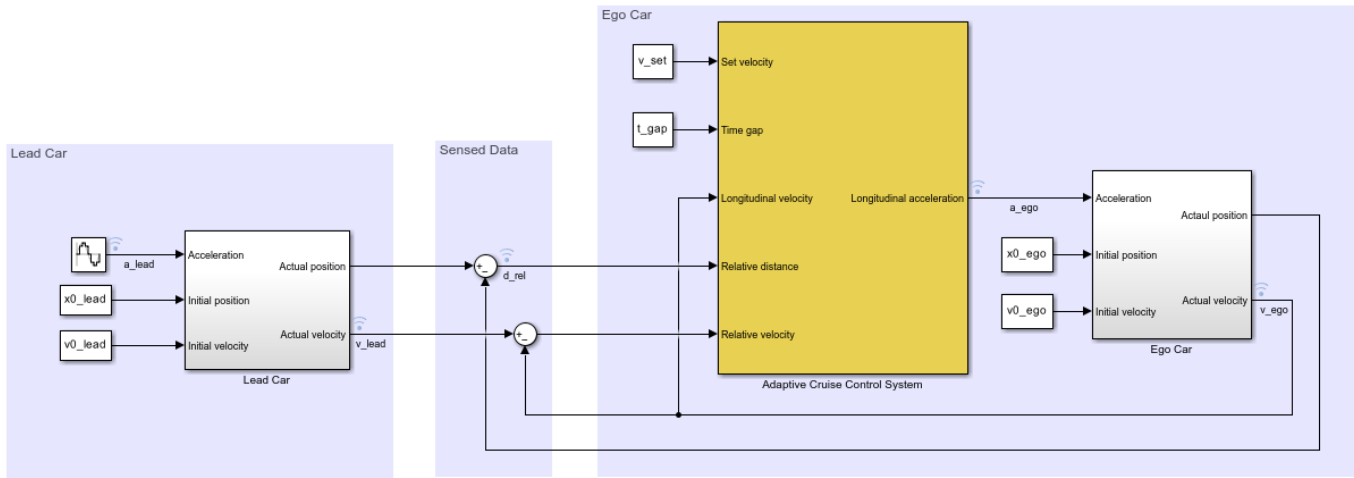 Ego Car
v_set
Set velocity
t_gap
Time gap
Lead Car
Sensed Data
Longitudinal velocity
Longitudinal acceleration
a_ego
Acceleration
Actaul position
x0_ego
Initial position
v0_ego
Initial velocity
Actual velocity
v_ego
Ego Car
a_lead
Acceleration
Actual position
x0_lead
Initial position
v0_lead
Initial velocity
Actual velocity
v_lead
Lead Car
+_
d_rel
Relative distance
+_
Relative velocity
Adaptive Cruise Control System